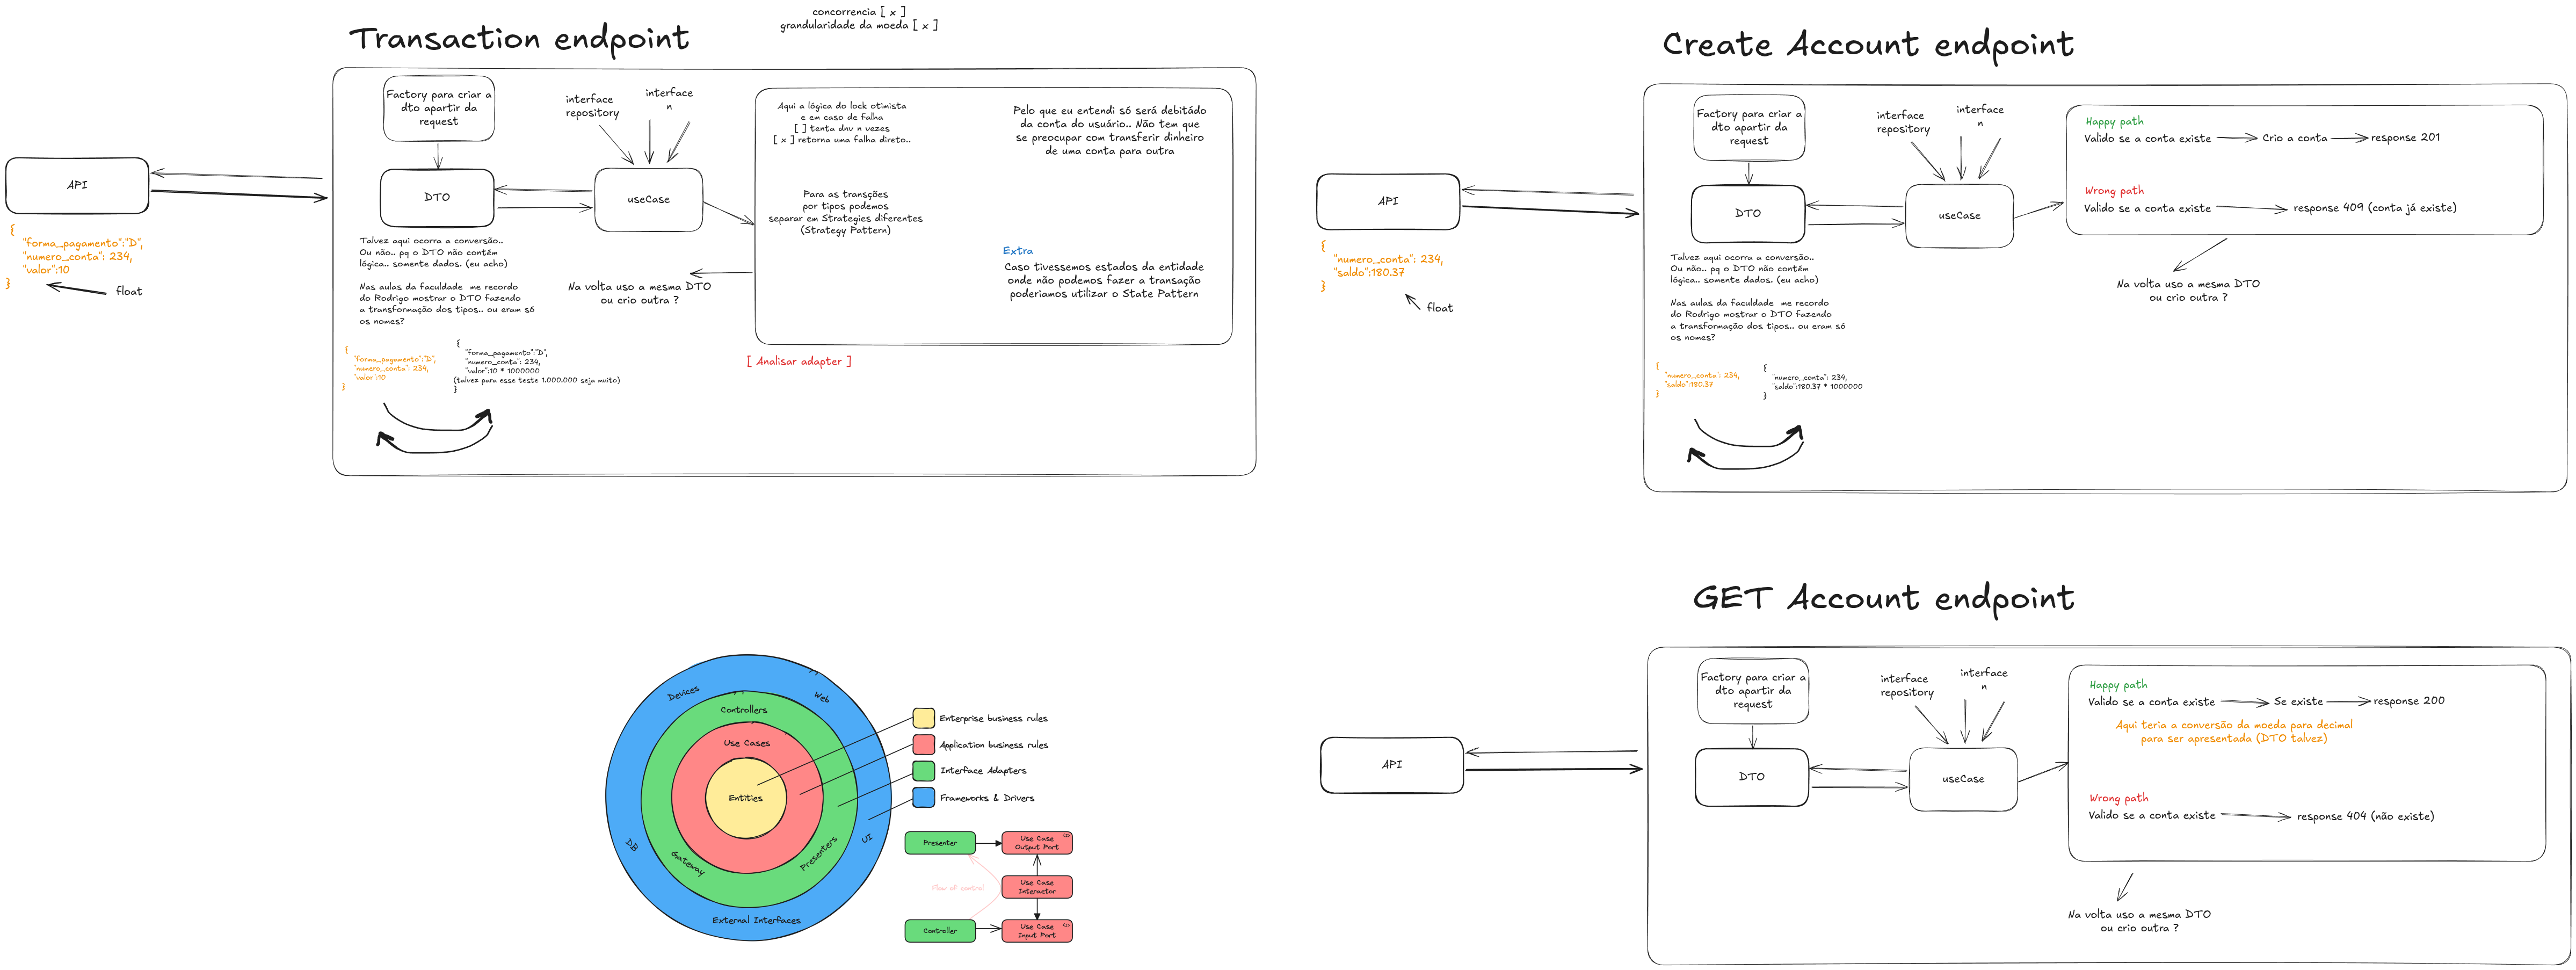 concorrencia [ x ]
grandularidade da moeda [ x ]
Transaction endpoint
Factory para criar a
dto apartir da
request
interface
repository
interface
n
API
DTO
useCase
{
"forma_pagamento":"D",
"numero_conta": 234,
"valor":10
}
float
Talvez aqui ocorra a conversão..
Ou não.. pq o DTO não contém
lógica.. somente dados. (eu acho)
Nas aulas da faculdade me recordo
do Rodrigo mostrar o DTO fazendo
a transformação dos tipos.. ou eram só
os nomes?
{
"forma_pagamento":"D",
"numero_conta": 234,
"valor":10
}
{
"forma_pagamento":"D",
"numero_conta": 234,
"valor":10 * 1000000
(talvez para esse teste 1.000.000 seja muito)
}
Na volta uso a mesma DTO
ou crio outra ?
Aqui a lógica do lock otimista
e em caso de falha
[ ] tenta dnv n vezes
[ x ] retorna uma falha direto..
Para as transções
por tipos podemos
separar em Strategies diferentes
(Strategy Pattern)
Pelo que eu entendi só será debitádo
da conta do usuário.. Não tem que
se preocupar com transferir dinheiro
de uma conta para outra
Extra
Caso tivessemos estados da entidade
onde não podemos fazer a transação
poderiamos utilizar o State Pattern
[ Analisar adapter ]
Create Account endpoint
Factory para criar a
dto apartir da
request
interface
repository
interface
n
API
DTO
useCase
{
"numero_conta": 234,
"saldo":180.37
}
float
Talvez aqui ocorra a conversão..
Ou não.. pq o DTO não contém
lógica.. somente dados. (eu acho)
Nas aulas da faculdade me recordo
do Rodrigo mostrar o DTO fazendo
a transformação dos tipos.. ou eram só
os nomes?
{
"numero_conta": 234,
"saldo":180.37
}
{
"numero_conta": 234,
"saldo":180.37 * 1000000
}
Happy path
Valido se a conta existe Crio a conta response 201
Wrong path
Valido se a conta existe response 409 (conta já existe)
Na volta uso a mesma DTO
ou crio outra ?
Devices
Web
Controllers
Use Cases
Entities
DB
Gateway
Presenters
UI
External Interfaces
Enterprise business rules
Application business rules
Interface Adapters
Frameworks & Drivers
Presenter
Use Case
Output Port
Flow of control
Use Case
Interactor
Controller
Use Case
Input Port
GET Account endpoint
Factory para criar a
dto apartir da
request
interface
repository
interface
n
API
DTO
useCase
Happy path
Valido se a conta existe Se existe response 200
Aqui teria a conversão da moeda para decimal
para ser apresentada (DTO talvez)
Wrong path
Valido se a conta existe response 404 (não existe)
Na volta uso a mesma DTO
ou crio outra ?